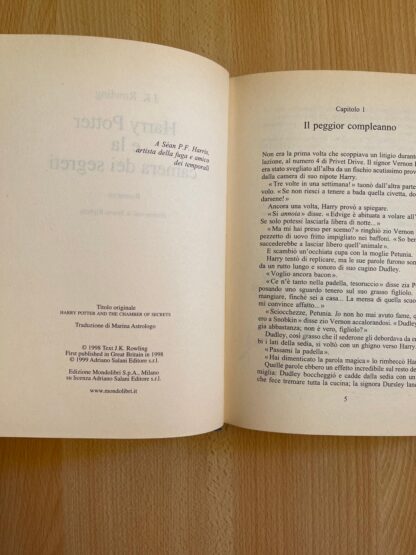 A Séan P.F. Harris,
artista della fuga e amico
dei temporali
Titolo originale
HARRY POTTER AND THE CHAMBER OF SECRETS
Traduzione di Marina Astrologo
© 1998 Text J.K. Rowling
First published in Great Britain in 1998
© 1999 Adriano Salani Editore s.r.l.
Edizione Mondolibri S.p.A., Milano
su licenza Adriano Salani Editore s.r.l.
www.mondolibri.com
Capitolo 1
Il peggior compleanno
Non era la prima volta che scoppiava un litigio durante
lazione, al numero 4 di Privet Drive. Il signor Vernon
era stato svegliato all'alba da un fischio acutissimo prove
dalla camera di suo nipote Harry.
«Tre volte in una settimana!» tuonò dall'altra parte
volo. «Se non riesci a tenere a bada quella civetta, do
darsene!»
Ancora una volta, Harry provò a spiegare.
«Si annoia» disse. «Edvige è abituata a volare all'
Se solo potessi lasciarla libera di notte...»
«Ma mi hai preso per scemo?» ringhiò zio Vernon
pezzetto di uovo fritto impigliato nei baffoni. «So be
succederebbe a lasciar libero quell'animale».
E scambiò un'occhiata cupa con la moglie Petunia.
Harry tentò di replicare, ma le sue parole furono som
da un rutto lungo e sonoro di suo cugino Dudley.
«Voglio ancora bacon».
«Ce n'è tanto nella padella, tesoruccio» disse zia Pet
posando uno sguardo tenero sul suo grasso figliolo.
mangiare, finché sei a casa... La mensa di quella scuo
«Sciocchezze, Petunia. Io non ho mai avuto fame, q
ero a Snobkin» disse zio Vernon accalorandosi. «Dudley
gia abbastanza; non è vero, figliolo?»
Dudley, così grasso che il sederone gli debordava da e
bi i lati della sedia, si voltò con un ghigno verso Harry
«Passami la padella».
«Hai dimenticato la parola magica» lo rimbeccò Ha
Quelle parole ebbero un effetto incredibile sul resto de
miglia: Dudley boccheggiò e cadde dalla sedia con un
che fece tremare tutta la cucina; la signora Dursley lanc
5